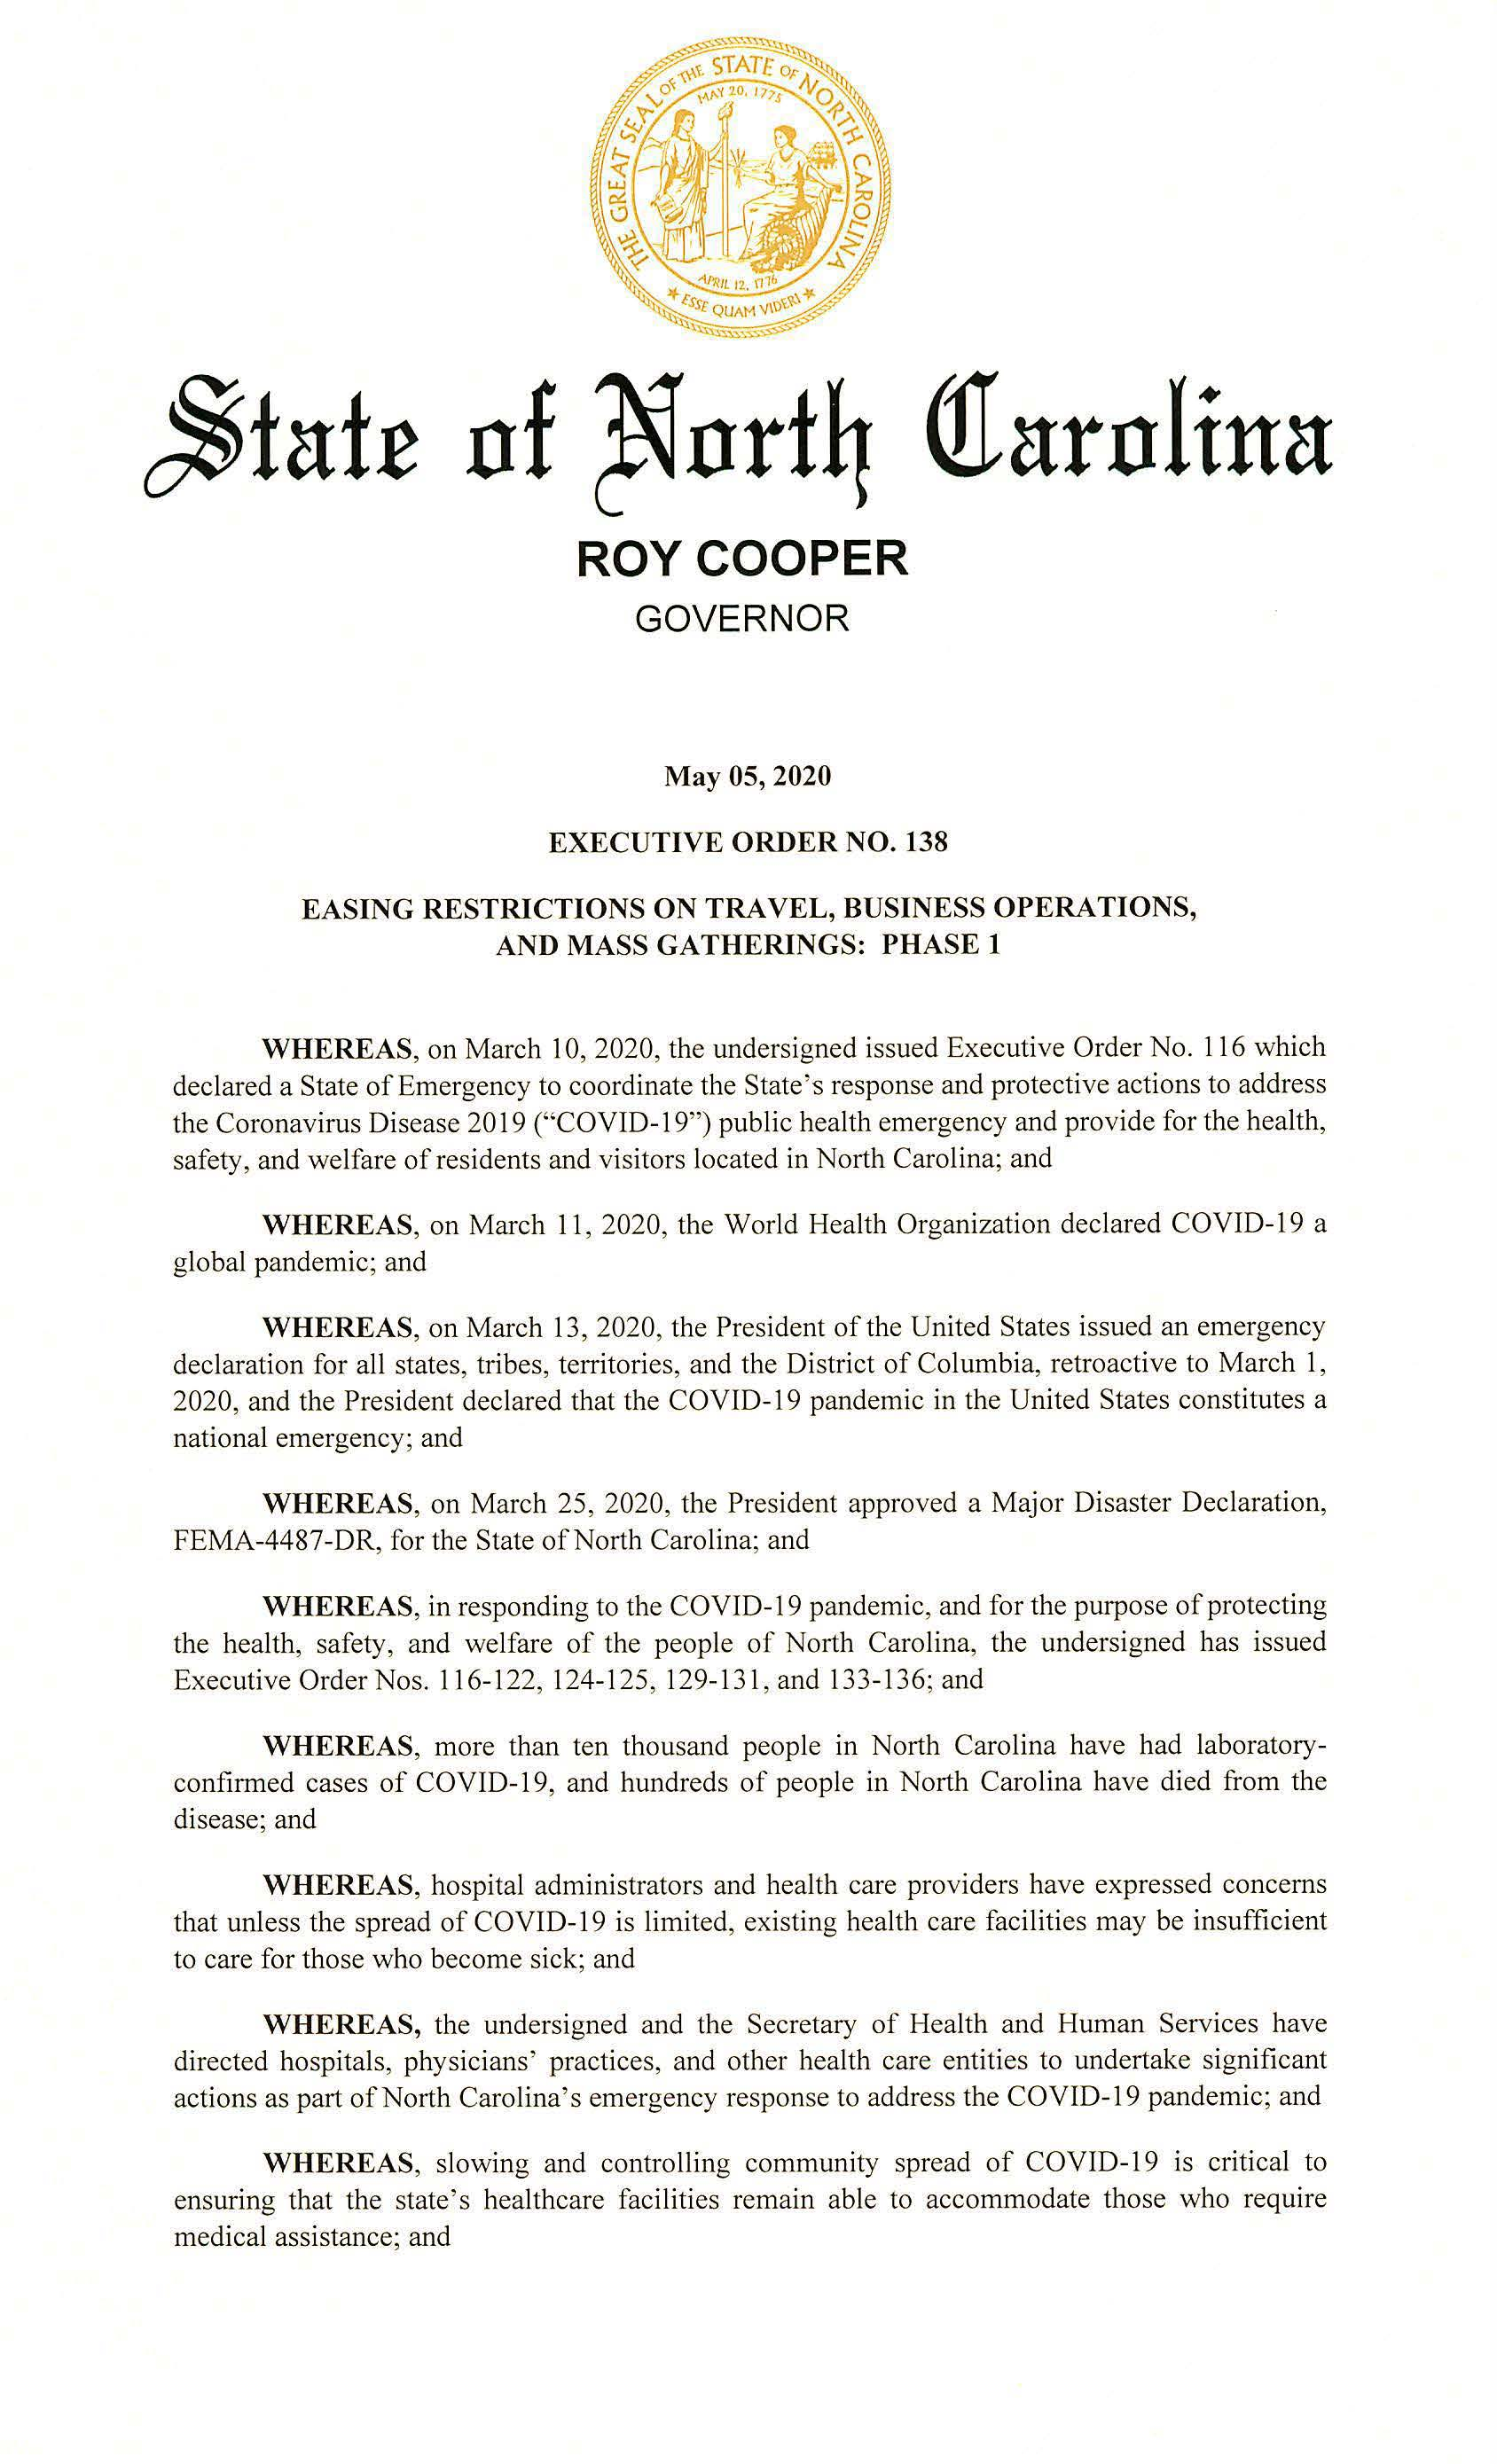 THE GREAT SEAL OF THE STATE OF NORTH CAROLINA
MAY 20, 1775
APRIL 12, 1776
★ ESSE QUAM VIDERI ★
State of North Carolina
ROY COOPER
GOVERNOR
May 05, 2020
EXECUTIVE ORDER NO. 138
EASING RESTRICTIONS ON TRAVEL, BUSINESS OPERATIONS,
AND MASS GATHERINGS: PHASE 1
WHEREAS, on March 10, 2020, the undersigned issued Executive Order No. 116 which
declared a State of Emergency to coordinate the State's response and protective actions to address
the Coronavirus Disease 2019 (“COVID-19”) public health emergency and provide for the health,
safety, and welfare of residents and visitors located in North Carolina; and
WHEREAS, on March 11, 2020, the World Health Organization declared COVID-19 a
global pandemic; and
WHEREAS, on March 13, 2020, the President of the United States issued an emergency
declaration for all states, tribes, territories, and the District of Columbia, retroactive to March 1,
2020, and the President declared that the COVID-19 pandemic in the United States constitutes a
national emergency; and
WHEREAS, on March 25, 2020, the President approved a Major Disaster Declaration,
FEMA-4487-DR, for the State of North Carolina; and
WHEREAS, in responding to the COVID-19 pandemic, and for the purpose of protecting
the health, safety, and welfare of the people of North Carolina, the undersigned has issued
Executive Order Nos. 116-122, 124-125, 129-131, and 133-136; and
WHEREAS, more than ten thousand people in North Carolina have had laboratory-
confirmed cases of COVID-19, and hundreds of people in North Carolina have died from the
disease; and
WHEREAS, hospital administrators and health care providers have expressed concerns
that unless the spread of COVID-19 is limited, existing health care facilities may be insufficient
to care for those who become sick; and
WHEREAS, the undersigned and the Secretary of Health and Human Services have
directed hospitals, physicians' practices, and other health care entities to undertake significant
actions as part of North Carolina's emergency response to address the COVID-19 pandemic; and
WHEREAS, slowing and controlling community spread of COVID-19 is critical to
ensuring that the state's healthcare facilities remain able to accommodate those who require
medical assistance; and